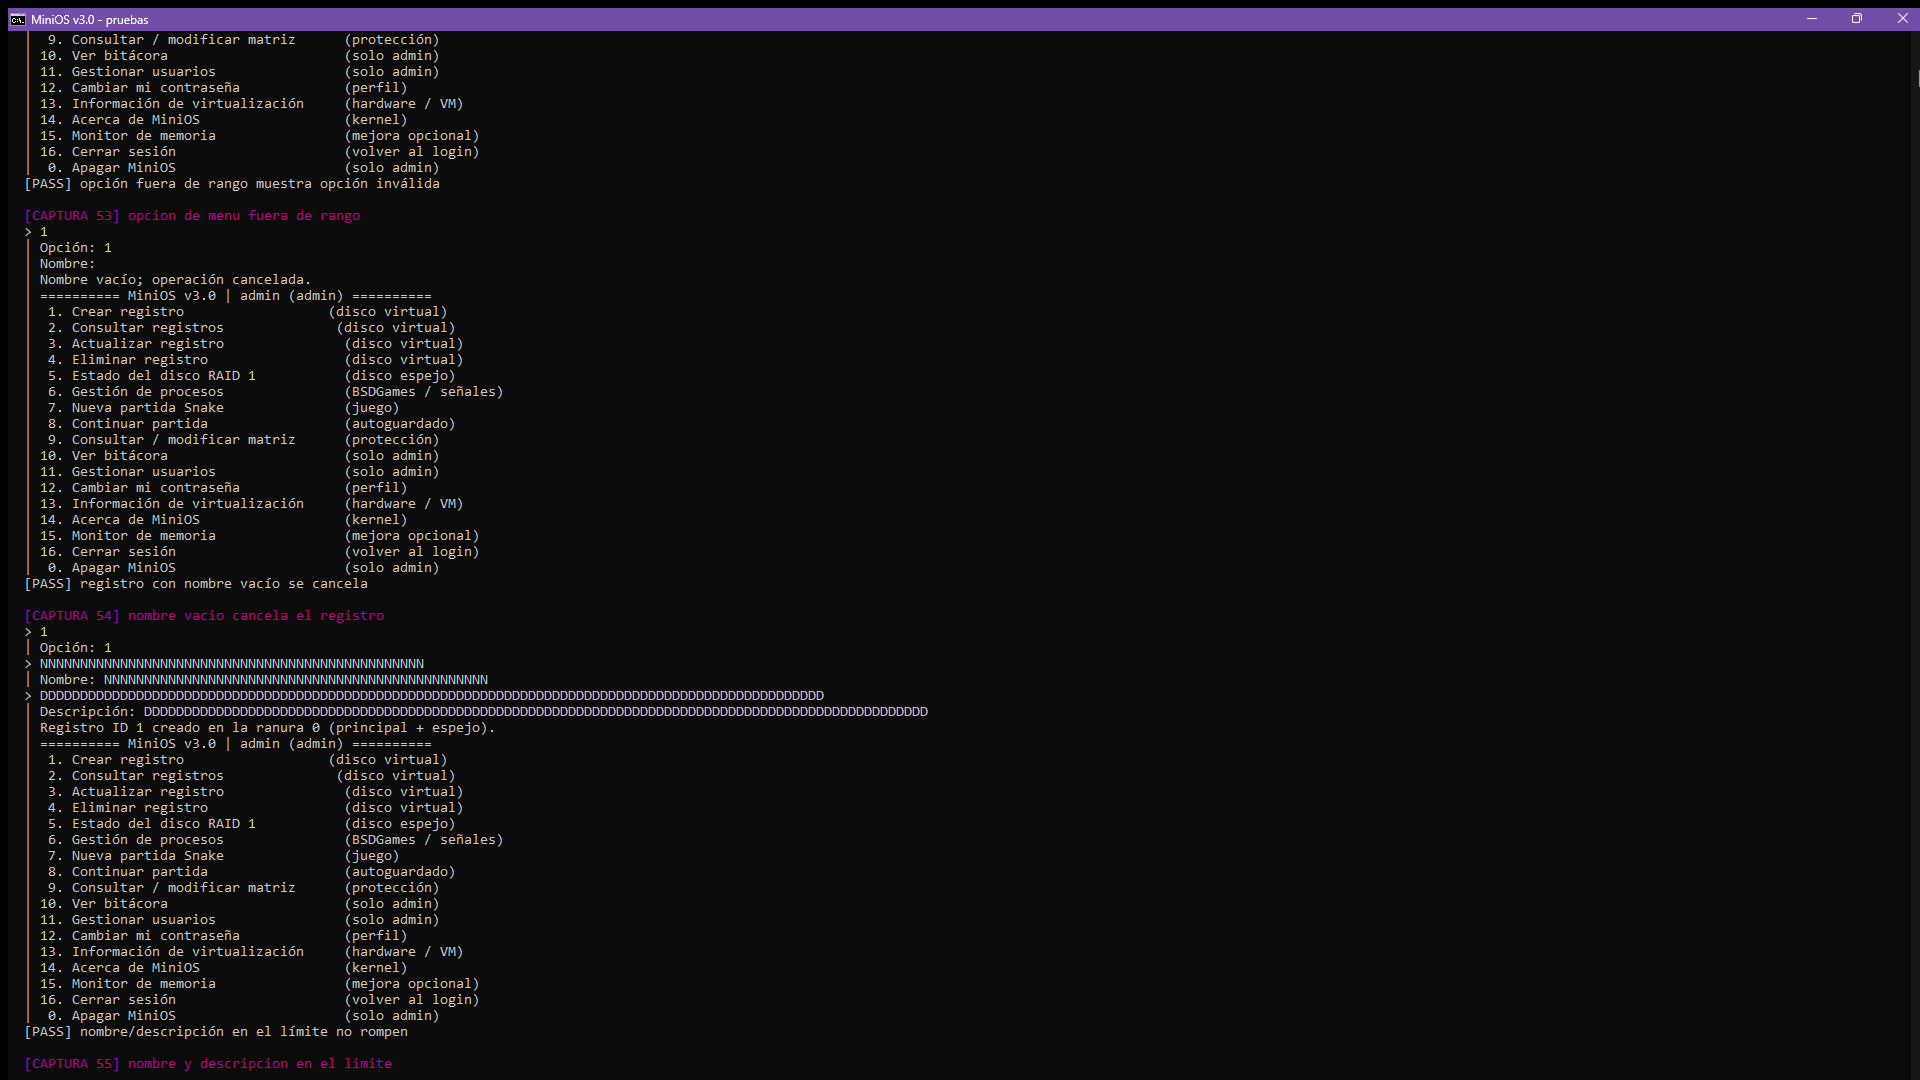 MiniOS v3.0 - pruebas
9. Consultar / modificar matriz (protección)
10. Ver bitácora (solo admin)
11. Gestionar usuarios (solo admin)
12. Cambiar mi contraseña (perfil)
13. Información de virtualización (hardware / VM)
14. Acerca de MiniOS (kernel)
15. Monitor de memoria (mejora opcional)
16. Cerrar sesión (volver al login)
0. Apagar MiniOS (solo admin)
[PASS] opción fuera de rango muestra opción inválida
[CAPTURA 53] opcion de menu fuera de rango
> 1
Opción: 1
Nombre:
Nombre vacío; operación cancelada.
========== MiniOS v3.0 | admin (admin) ==========
1. Crear registro (disco virtual)
2. Consultar registros (disco virtual)
3. Actualizar registro (disco virtual)
4. Eliminar registro (disco virtual)
5. Estado del disco RAID 1 (disco espejo)
6. Gestión de procesos (BSDGames / señales)
7. Nueva partida Snake (juego)
8. Continuar partida (autoguardado)
9. Consultar / modificar matriz (protección)
10. Ver bitácora (solo admin)
11. Gestionar usuarios (solo admin)
12. Cambiar mi contraseña (perfil)
13. Información de virtualización (hardware / VM)
14. Acerca de MiniOS (kernel)
15. Monitor de memoria (mejora opcional)
16. Cerrar sesión (volver al login)
0. Apagar MiniOS (solo admin)
[PASS] registro con nombre vacío se cancela
[CAPTURA 54] nombre vacio cancela el registro
> 1
Opción: 1
> NNNNNNNNNNNNNNNNNNNNNNNNNNNNNNNNNNNNNNNNNNNNNNNN
Nombre: NNNNNNNNNNNNNNNNNNNNNNNNNNNNNNNNNNNNNNNNNNNNNNNN
> DDDDDDDDDDDDDDDDDDDDDDDDDDDDDDDDDDDDDDDDDDDDDDDDDDDDDDDDDDDDDDDDDDDDDDDDDDDDDDDDDDDDDDDDDDDDDDDDDD
Descripción: DDDDDDDDDDDDDDDDDDDDDDDDDDDDDDDDDDDDDDDDDDDDDDDDDDDDDDDDDDDDDDDDDDDDDDDDDDDDDDDDDDDDDDDDDDDDDDDDDD
Registro ID 1 creado en la ranura 0 (principal + espejo).
========== MiniOS v3.0 | admin (admin) ==========
1. Crear registro (disco virtual)
2. Consultar registros (disco virtual)
3. Actualizar registro (disco virtual)
4. Eliminar registro (disco virtual)
5. Estado del disco RAID 1 (disco espejo)
6. Gestión de procesos (BSDGames / señales)
7. Nueva partida Snake (juego)
8. Continuar partida (autoguardado)
9. Consultar / modificar matriz (protección)
10. Ver bitácora (solo admin)
11. Gestionar usuarios (solo admin)
12. Cambiar mi contraseña (perfil)
13. Información de virtualización (hardware / VM)
14. Acerca de MiniOS (kernel)
15. Monitor de memoria (mejora opcional)
16. Cerrar sesión (volver al login)
0. Apagar MiniOS (solo admin)
[PASS] nombre/descripción en el límite no rompen
[CAPTURA 55] nombre y descripcion en el limite